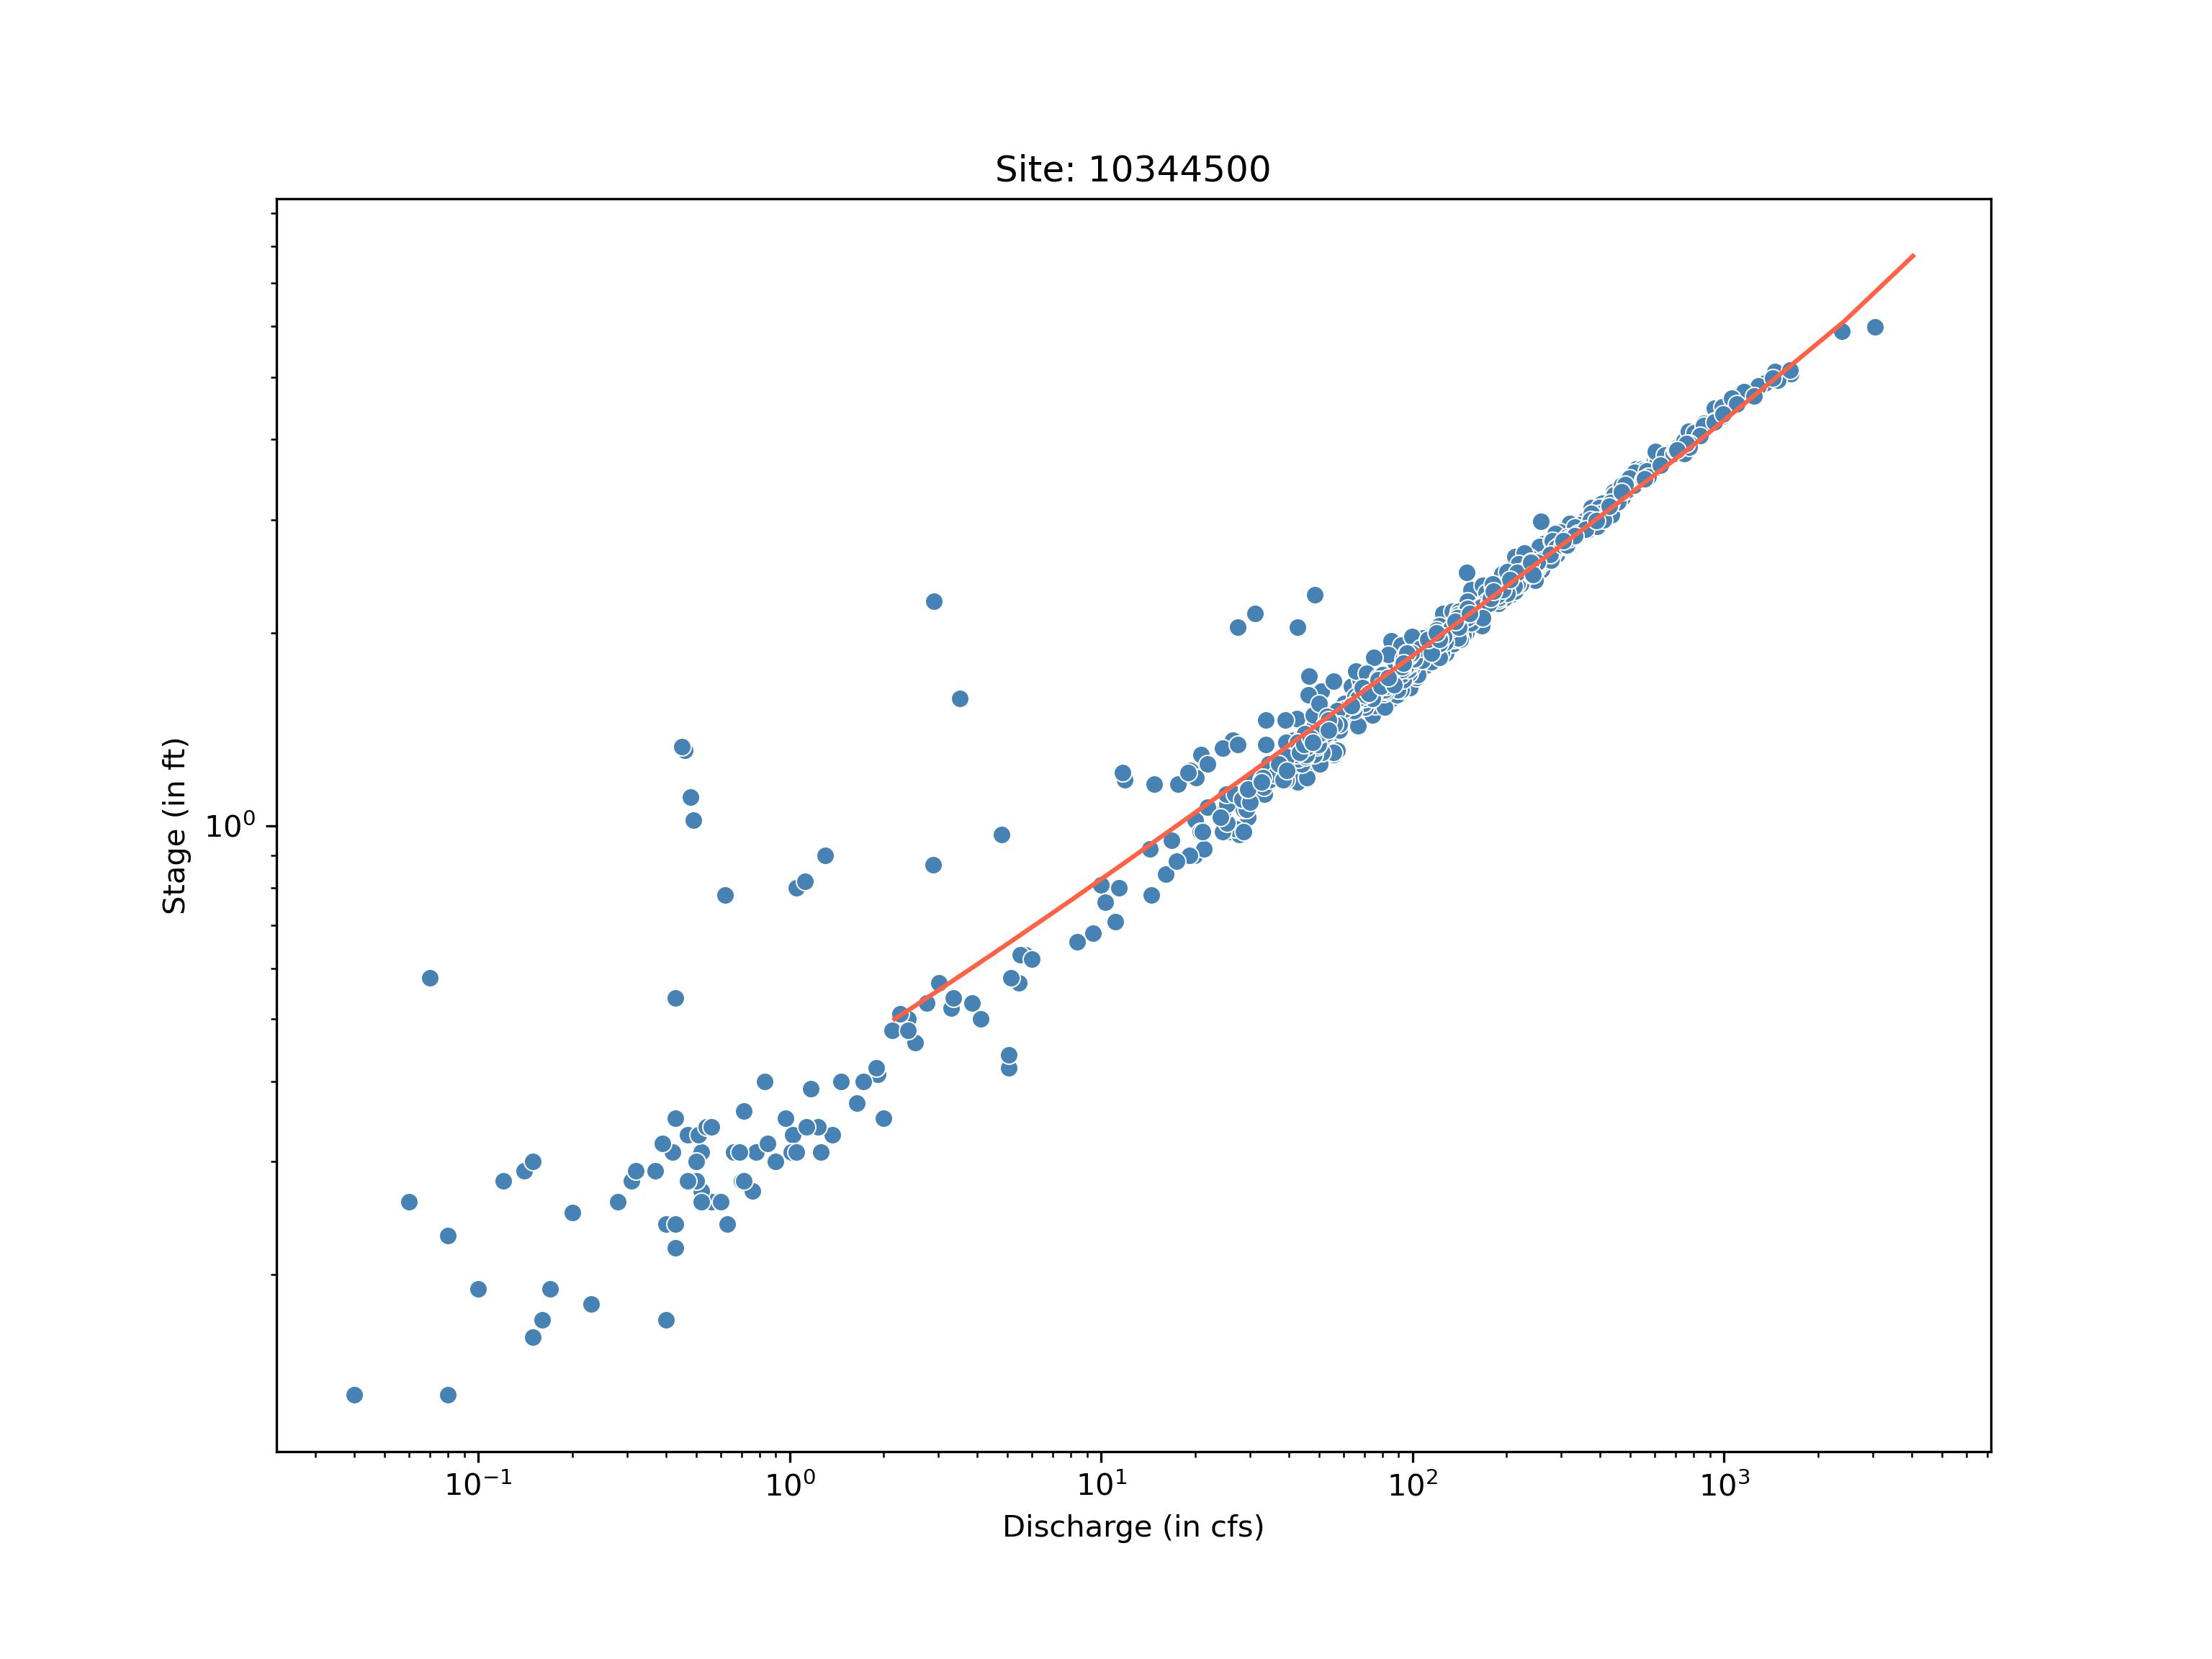 Site: 10344500
Stage (in ft)
10⁰
10⁻¹ 10⁰ 10¹ 10² 10³
Discharge (in cfs)